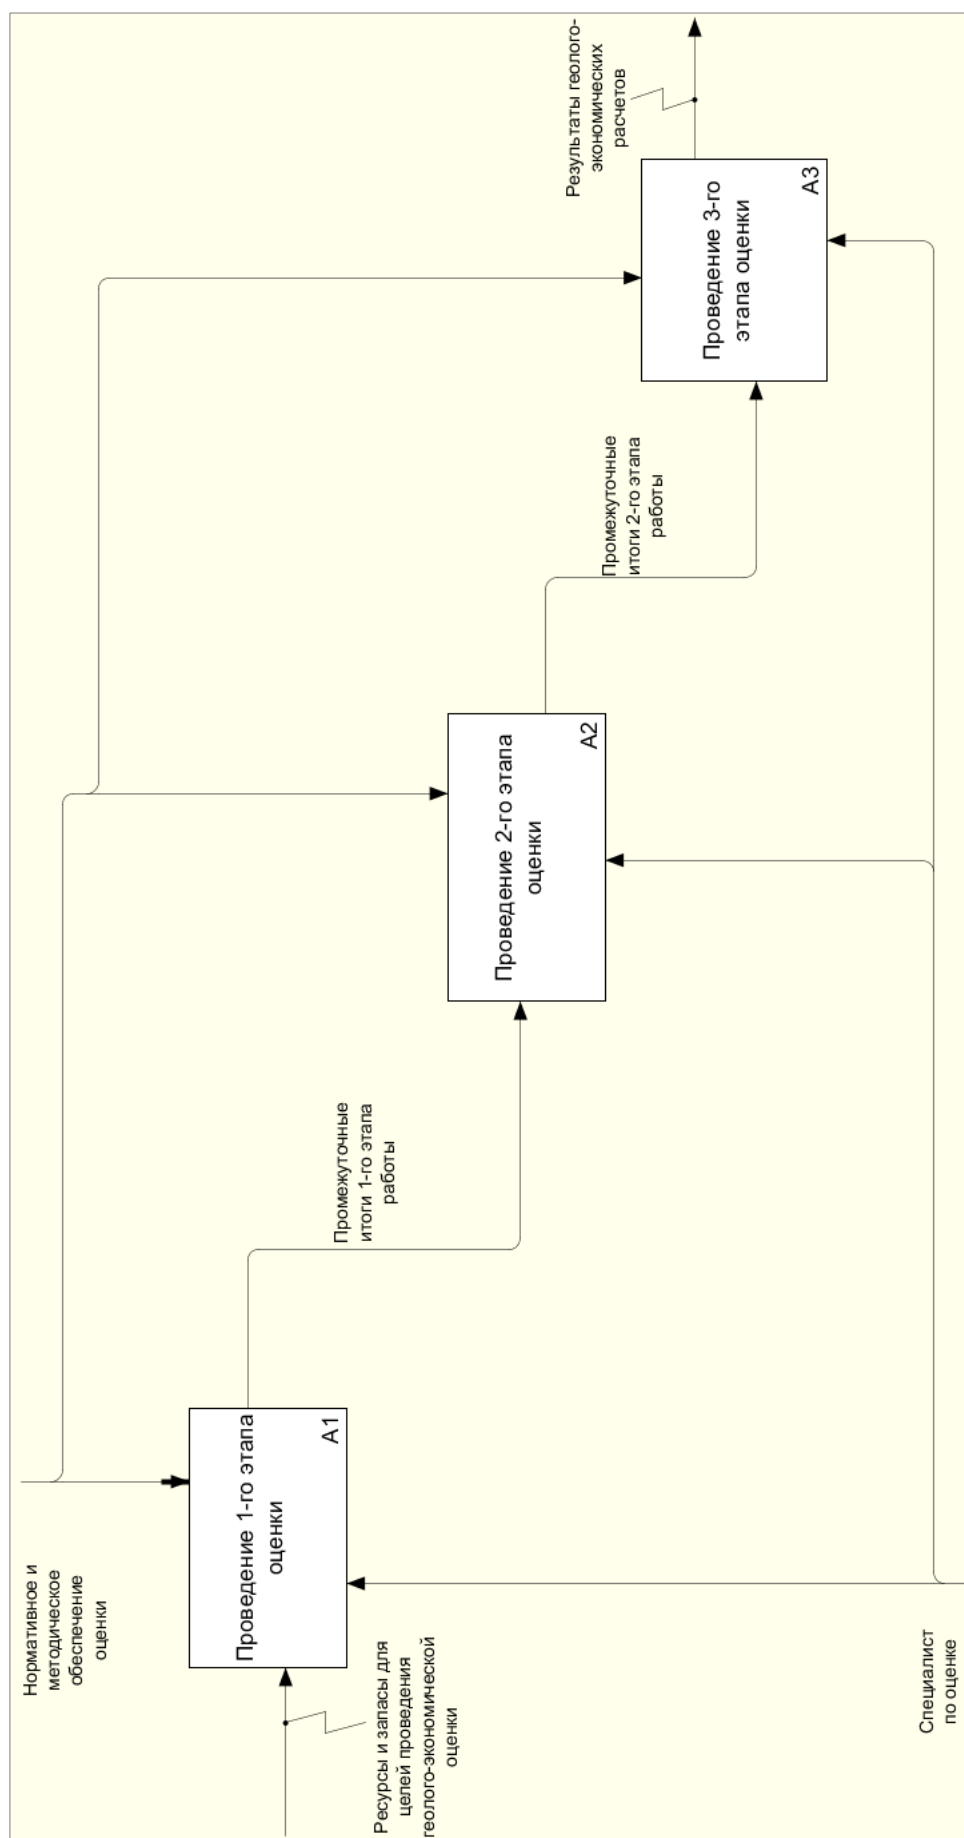 Нормативное и
методическое
обеспечение
оценки
Ресурсы и запасы для
целей проведения
геолого-экономической
оценки
Проведение 1-го этапа
оценки
A1
Промежуточные
итоги 1-го этапа
работы
Проведение 2-го этапа
оценки
A2
Промежуточные
итоги 2-го этапа
работы
Проведение 3-го
этапа оценки
A3
Результаты геолого-
экономических
расчетов
Специалист
по оценке